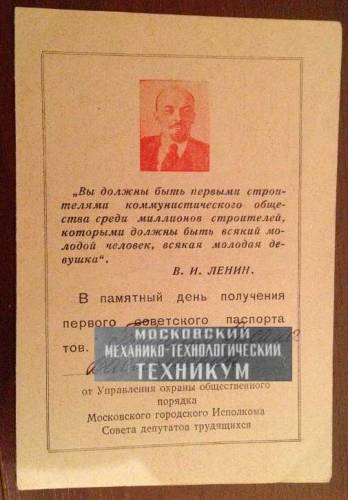 „Вы должны быть первыми строи-
телями коммунистического обще-
ства среди миллионов строителей,
которыми должны быть всякий мо-
лодой человек, всякая молодая де-
вушка“.
В. И. ЛЕНИН.
В памятный день получения
первого советского паспорта
тов.
МОСКОВСКИЙ
МЕХАНИКО-ТЕХНОЛОГИЧЕСКИЙ
ТЕХНИКУМ
от Управления охраны общественного
порядка
Московского городского Исполкома
Совета депутатов трудящихся